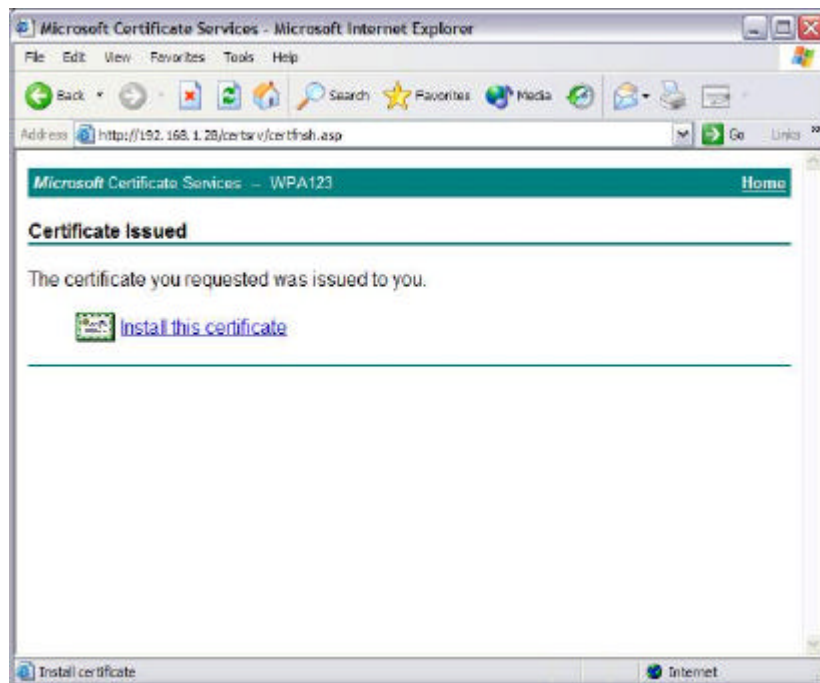 Microsoft Certificate Services - Microsoft Internet Explorer
File Edit View Favorites Tools Help
Back Search Favorites Media
Address http://192.168.1.28/certsrv/certfnsh.asp Go Links »
Microsoft Certificate Services -- WPA123 Home
Certificate Issued
The certificate you requested was issued to you.
Install this certificate
Install certificate Internet